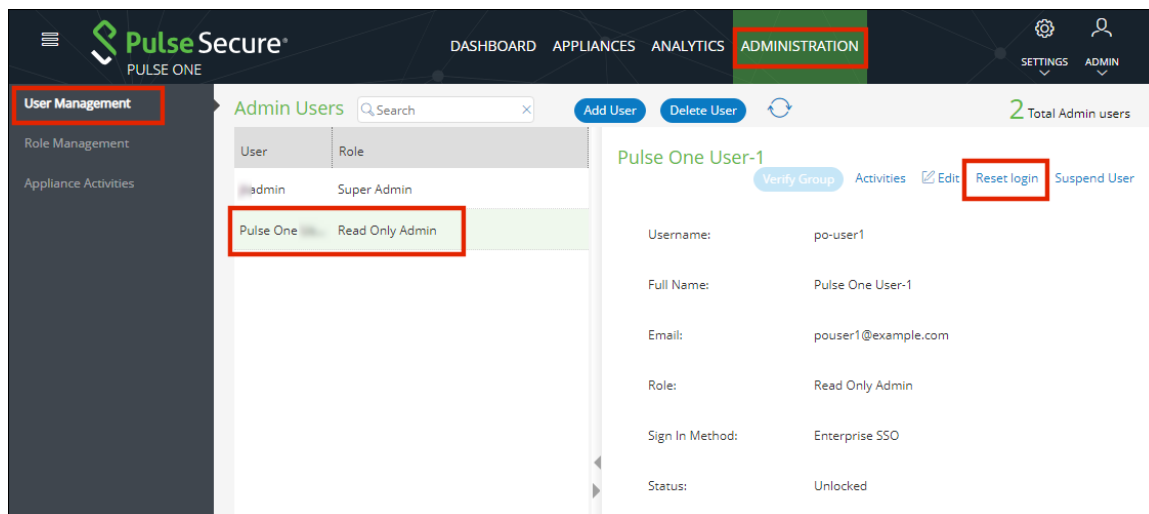 Pulse Secure®
PULSE ONE
DASHBOARD APPLIANCES ANALYTICS ADMINISTRATION
SETTINGS ADMIN
User Management
Role Management
Appliance Activities
Admin Users Search × Add User Delete User 2 Total Admin users
User Role
admin Super Admin
Pulse One Read Only Admin
Pulse One User-1
Verify Group Activities Edit Reset login Suspend User
Username: po-user1
Full Name: Pulse One User-1
Email: pouser1@example.com
Role: Read Only Admin
Sign In Method: Enterprise SSO
Status: Unlocked